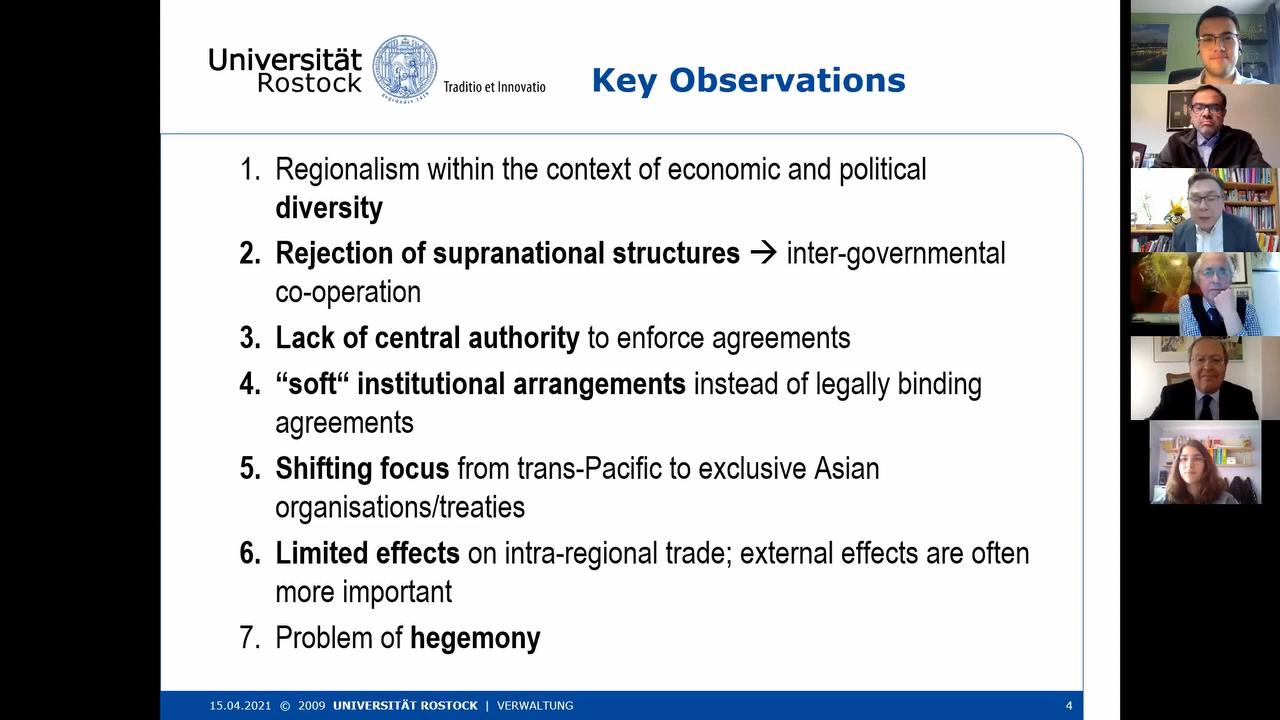 Universität
Rostock
Traditio et Innovatio
Key Observations
1. Regionalism within the context of economic and political
diversity
2. Rejection of supranational structures → inter-governmental
co-operation
3. Lack of central authority to enforce agreements
4. “soft“ institutional arrangements instead of legally binding
agreements
5. Shifting focus from trans-Pacific to exclusive Asian
organisations/treaties
6. Limited effects on intra-regional trade; external effects are often
more important
7. Problem of hegemony
15.04.2021 © 2009 UNIVERSITÄT ROSTOCK | VERWALTUNG
4